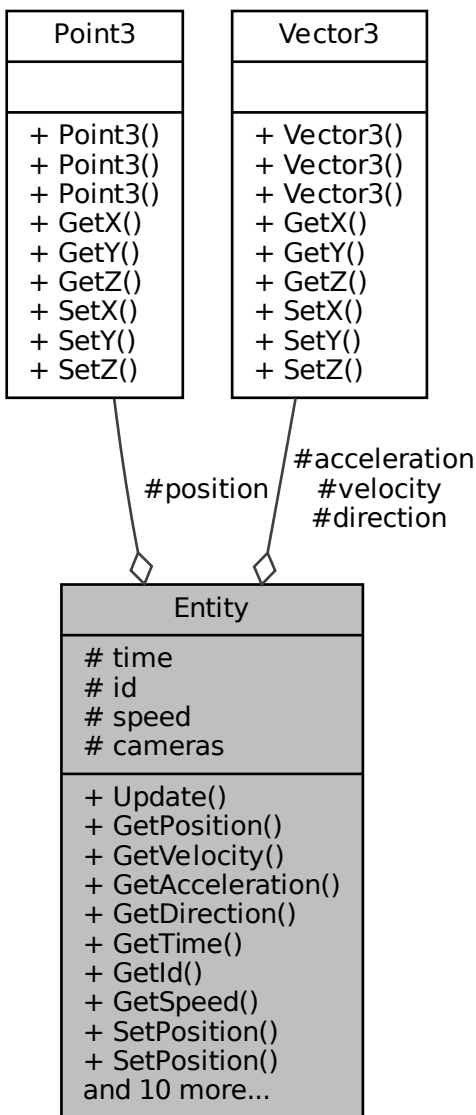 Point3
+ Point3()
+ Point3()
+ Point3()
+ GetX()
+ GetY()
+ GetZ()
+ SetX()
+ SetY()
+ SetZ()
Vector3
+ Vector3()
+ Vector3()
+ Vector3()
+ GetX()
+ GetY()
+ GetZ()
+ SetX()
+ SetY()
+ SetZ()
#position
#acceleration
#velocity
#direction
Entity
# time
# id
# speed
# cameras
+ Update()
+ GetPosition()
+ GetVelocity()
+ GetAcceleration()
+ GetDirection()
+ GetTime()
+ GetId()
+ GetSpeed()
+ SetPosition()
+ SetPosition()
and 10 more...